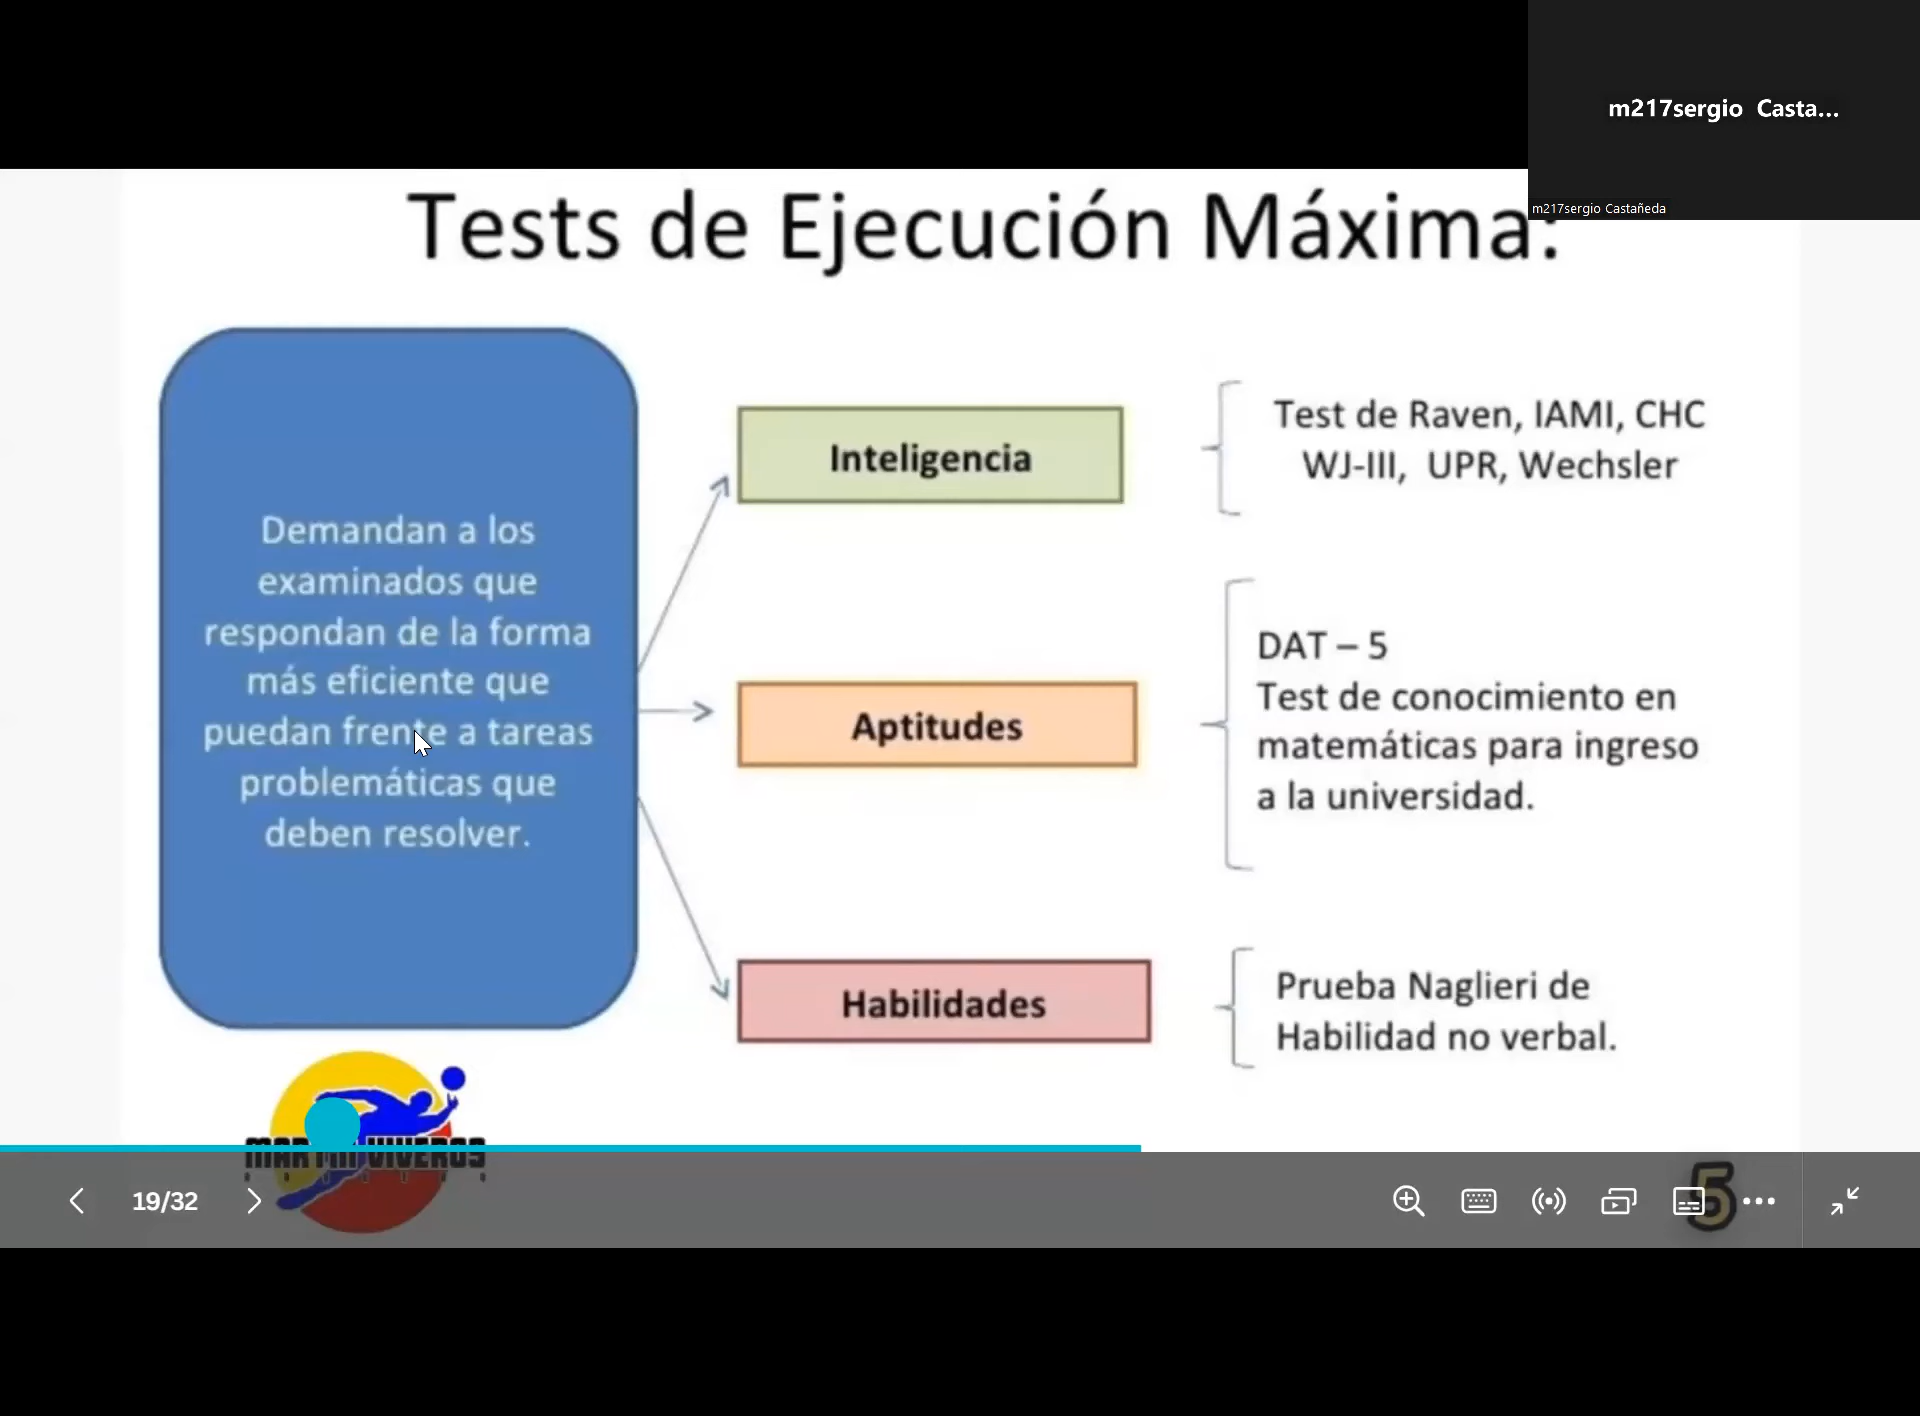 m217sergio Casta...
m217sergio Castañeda
Tests de Ejecución Máxima:
Demandan a los
examinados que
respondan de la forma
más eficiente que
puedan frente a tareas
problemáticas que
deben resolver.
Inteligencia
Test de Raven, IAMI, CHC
WJ-III, UPR, Wechsler
Aptitudes
DAT – 5
Test de conocimiento en
matemáticas para ingreso
a la universidad.
Habilidades
Prueba Naglieri de
Habilidad no verbal.
MARTIN VIVEROS
19/32
5